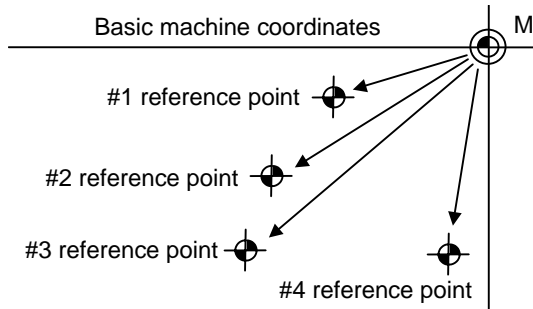 Basic machine coordinates
M
#1 reference point
#2 reference point
#3 reference point
#4 reference point